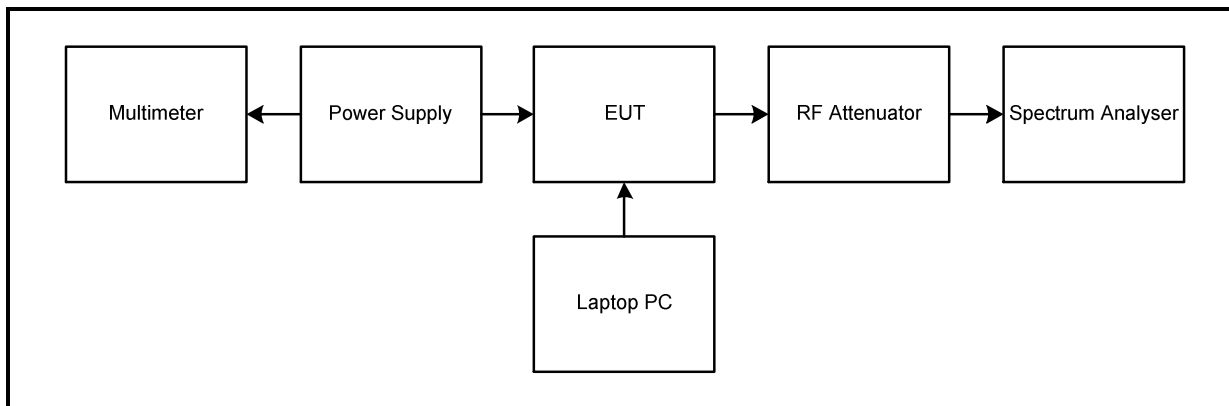 Multimeter
Power Supply
EUT
RF Attenuator
Spectrum Analyser
Laptop PC